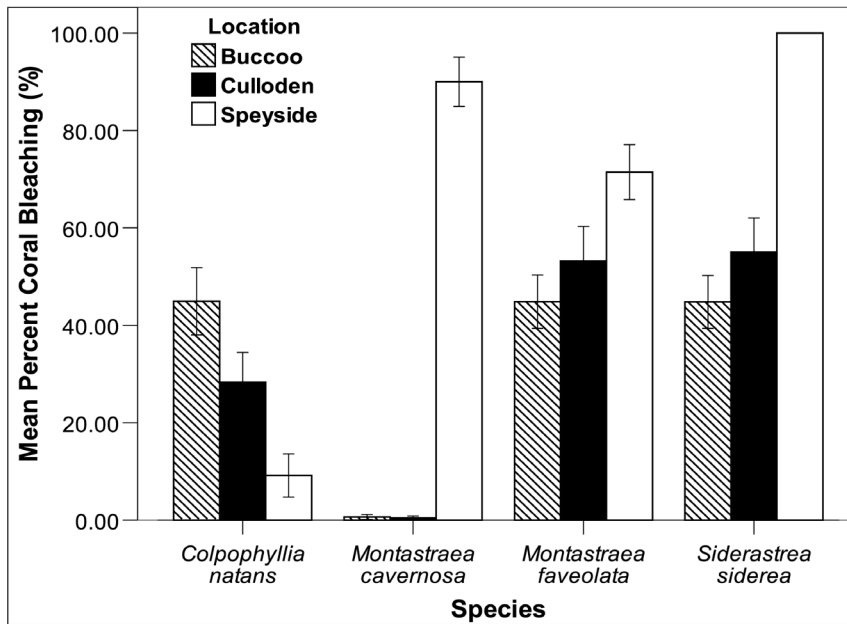 Mean Percent Coral Bleaching (%)
100.00
80.00
60.00
40.00
20.00
0.00
Location
Buccoo
Culloden
Speyside
Colpophyllia
natans
Montastraea
cavernosa
Montastraea
faveolata
Siderastrea
siderea
Species